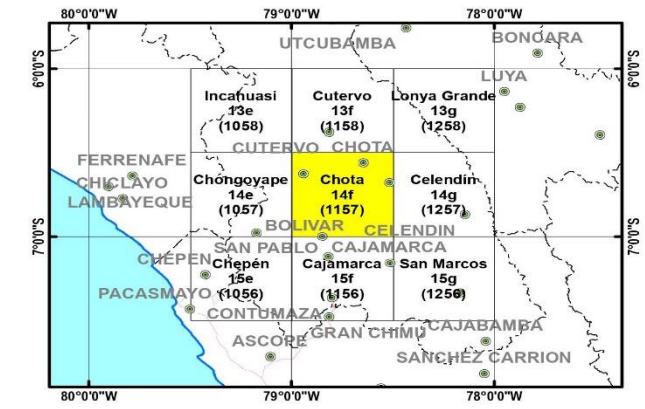 80°0'0"W 79°0'0"W 78°0'0"W
UTCUBAMBA
BONGARA
6°0'0"S
6°0'0"S
LUYA
Incahuasi
13e
(1058)
Cutervo
13f
(1158)
Lonya Grande
13g
(1258)
CUTERVO
CHOTA
FERREÑAFE
CHICLAYO
LAMBAYEQUE
Chongoyape
14e
(1057)
Chota
14f
(1157)
Celendin
14g
(1257)
BOLIVAR
CELENDIN
7°0'0"S
7°0'0"S
SAN PABLO
CAJAMARCA
CHEPEN
Chepén
15e
(1056)
Cajamarca
15f
(1156)
San Marcos
15g
(1256)
PACASMAYO
CONTUMAZA
ASCOPE
GRAN CHIMU
CAJABAMBA
SANCHEZ CARRION
80°0'0"W 79°0'0"W 78°0'0"W